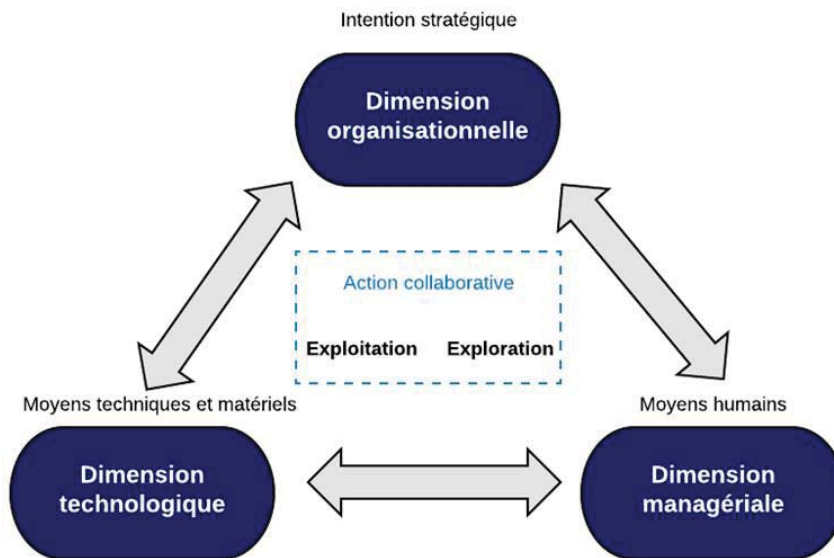 Intention stratégique
Dimension
organisationnelle
Action collaborative
Exploitation Exploration
Moyens techniques et matériels
Moyens humains
Dimension
technologique
Dimension
managériale